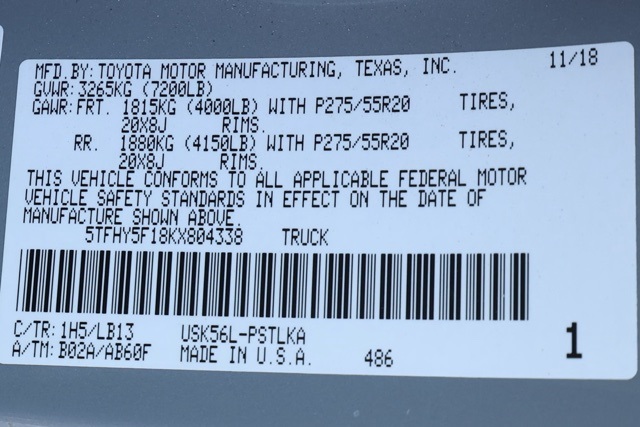 MFD.BY:TOYOTA MOTOR MANUFACTURING, TEXAS, INC. 11/18
GVWR:3265KG (7200LB)
GAWR:FRT. 1815KG (4000LB) WITH P275/55R20 TIRES,
20X8J RIMS.
RR. 1880KG (4150LB) WITH P275/55R20 TIRES,
20X8J RIMS.
THIS VEHICLE CONFORMS TO ALL APPLICABLE FEDERAL MOTOR
VEHICLE SAFETY STANDARDS IN EFFECT ON THE DATE OF
MANUFACTURE SHOWN ABOVE.
5TFHY5F18KX804338 TRUCK
C/TR:1H5/LB13 USK56L-PSTLKA
A/TM:B02A/AB60F MADE IN U.S.A. 486 1